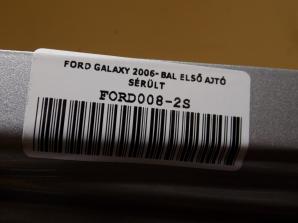 FORD GALAXY 2006- BAL ELSŐ AJTÓ
SÉRÜLT
FORD008-2S